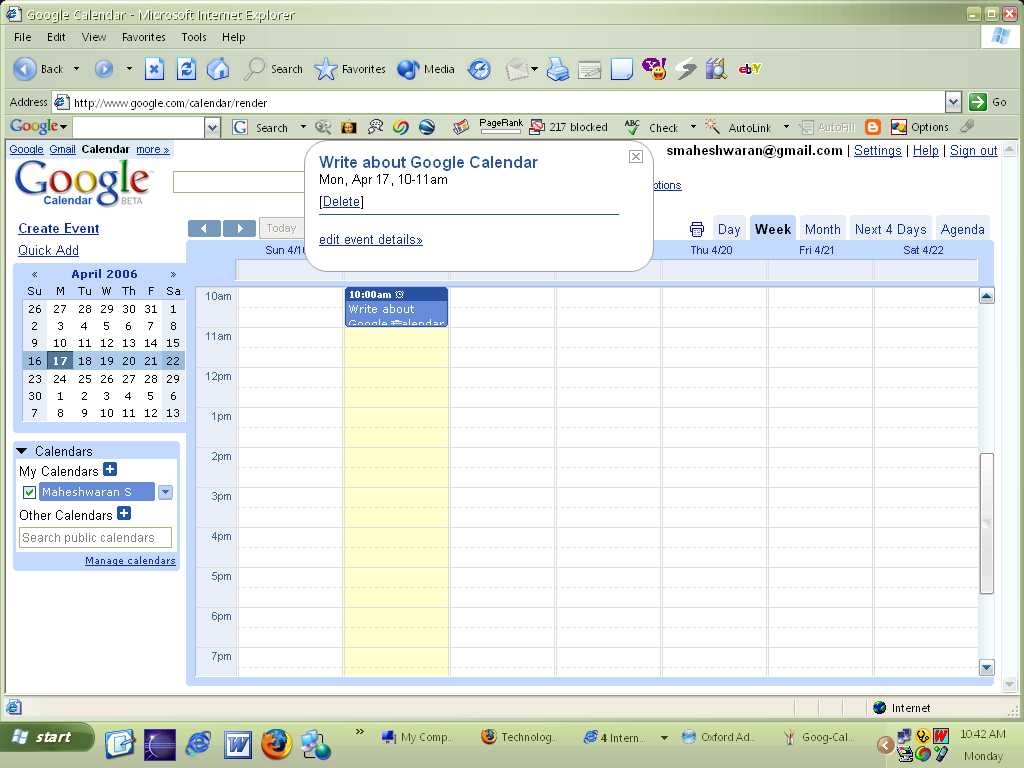 Google Calendar - Microsoft Internet Explorer
File Edit View Favorites Tools Help
Back Search Favorites Media
Address http://www.google.com/calendar/render Go
Google Search PageRank 217 blocked ABC Check AutoLink AutoFill Options
Google Gmail Calendar more »
smaheshwaran@gmail.com | Settings | Help | Sign out
Google
Calendar BETA
Write about Google Calendar
Mon, Apr 17, 10-11am
[Delete]
edit event details»
Create Event
Quick Add
Today
Day Week Month Next 4 Days Agenda
Thu 4/20 Fri 4/21 Sat 4/22
« April 2006 »
Su M Tu W Th F Sa
26 27 28 29 30 31 1
2 3 4 5 6 7 8
9 10 11 12 13 14 15
16 17 18 19 20 21 22
23 24 25 26 27 28 29
30 1 2 3 4 5 6
7 8 9 10 11 12 13
Calendars
My Calendars
Maheshwaran S
Other Calendars
Search public calendars
Manage calendars
10am
10:00am
Write about
Google Calendar
11am
12pm
1pm
2pm
3pm
4pm
5pm
6pm
7pm
Internet
start
My Comp...
Technolog...
4 Intern...
Oxford Ad...
Goog-Cal...
10:42 AM
Monday